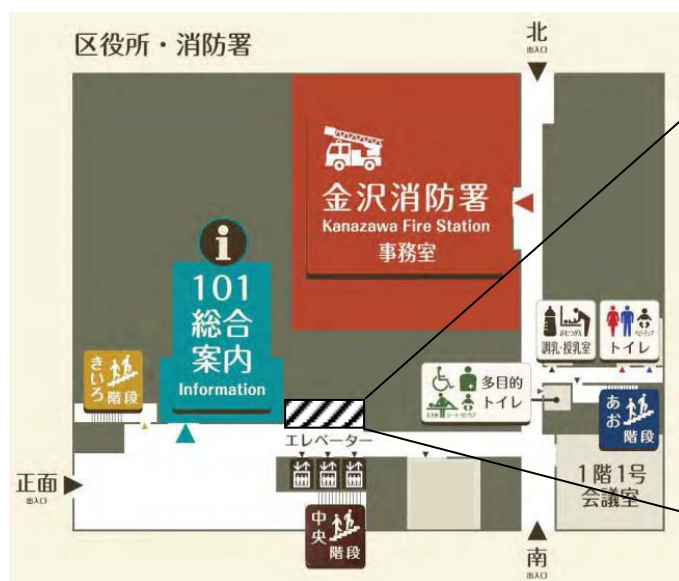 区役所・消防署
北
出入口
金沢消防署
Kanazawa Fire Station
事務室
i
101
総合
案内
Information
きいろ
階段
調乳・授乳室
トイレ
多目的
トイレ
あお
階段
エレベーター
正面
出入口
中央
階段
1階1号
会議室
南
出入口